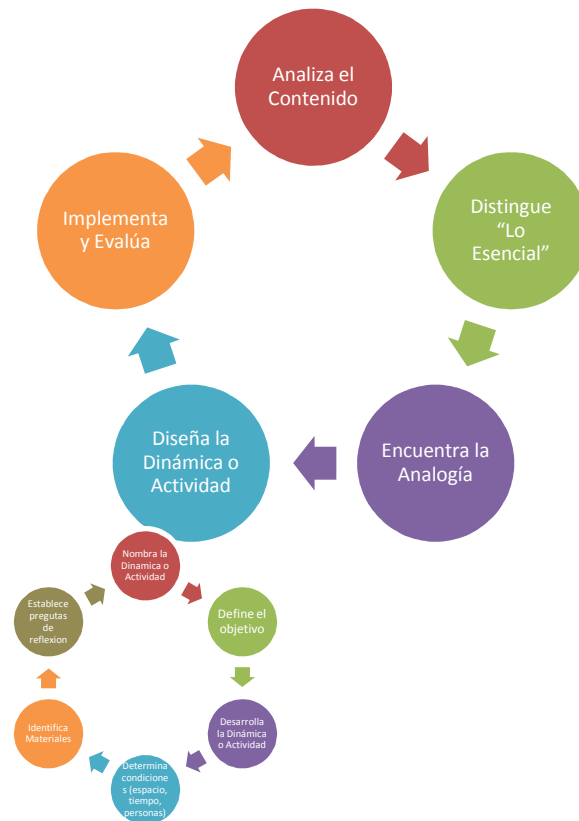 Analiza el
Contenido
Distingue
“Lo
Esencial”
Encuentra la
Analogía
Diseña la
Dinámica o
Actividad
Implementa
y Evalúa
Nombra la
Dinamica o
Actividad
Define el
objetivo
Desarrolla
la Dinámica
o Actividad
Determina
condicione
s (espacio,
tiempo,
personas)
Identifica
Materiales
Establece
pregutas
de
reflexion